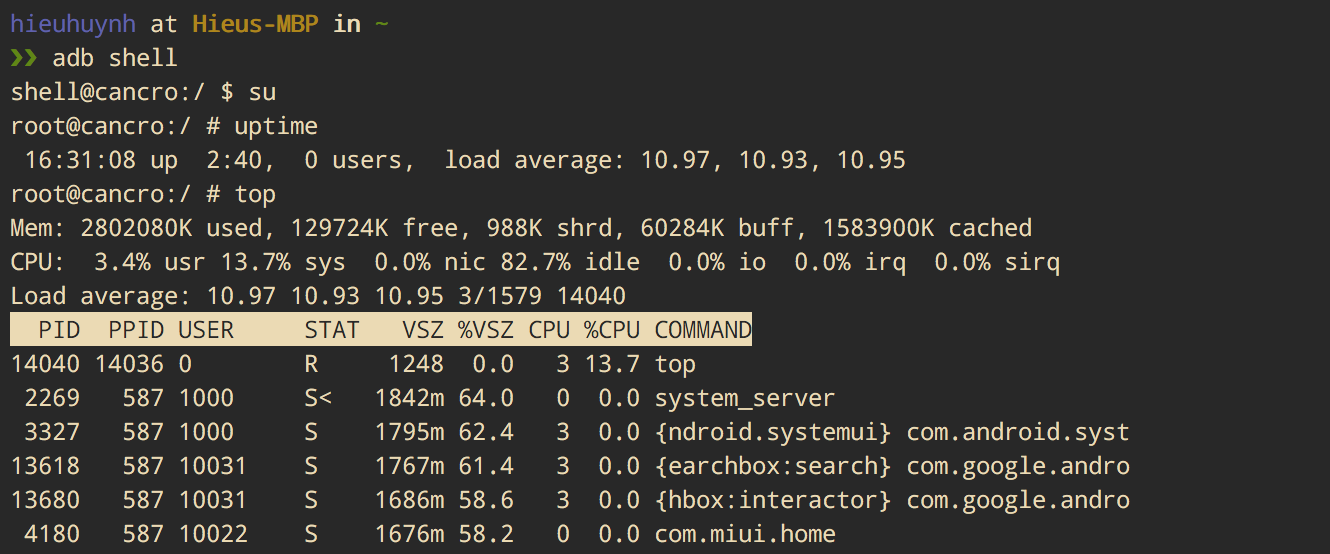 hieuhuynh at Hieus-MBP in ~
❯❯ adb shell
shell@cancro:/ $ su
root@cancro:/ # uptime
 16:31:08 up  2:40,  0 users,  load average: 10.97, 10.93, 10.95
root@cancro:/ # top
Mem: 2802080K used, 129724K free, 988K shrd, 60284K buff, 1583900K cached
CPU:  3.4% usr 13.7% sys  0.0% nic 82.7% idle  0.0% io  0.0% irq  0.0% sirq
Load average: 10.97 10.93 10.95 3/1579 14040
  PID  PPID USER     STAT   VSZ %VSZ CPU %CPU COMMAND
14040 14036 0        R     1248  0.0   3 13.7 top
 2269   587 1000     S<   1842m 64.0   0  0.0 system_server
 3327   587 1000     S    1795m 62.4   3  0.0 {ndroid.systemui} com.android.syst
13618   587 10031    S    1767m 61.4   3  0.0 {earchbox:search} com.google.andro
13680   587 10031    S    1686m 58.6   3  0.0 {hbox:interactor} com.google.andro
 4180   587 10022    S    1676m 58.2   0  0.0 com.miui.home